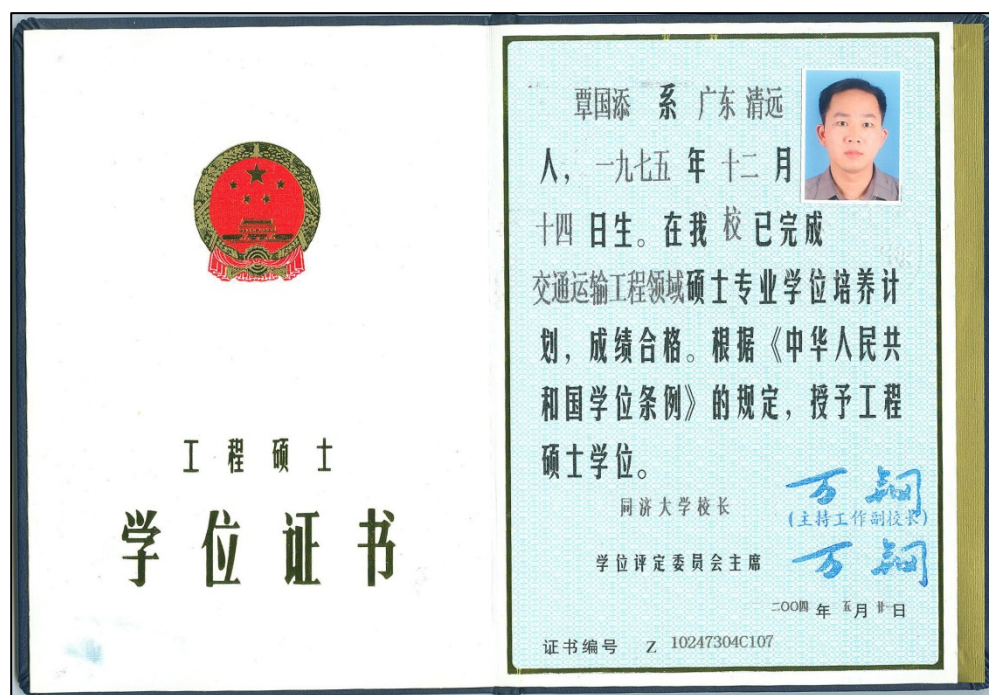 工程硕士
学位证书
覃国添 系 广东 清远
人，一九七五 年 十二 月
十四 日生。在我 校 已完成
交通运输工程领域硕士专业学位培养计
划，成绩合格。根据《中华人民共
和国学位条例》的规定，授予工程
硕士学位。
同济大学校长 万钢
(主持工作副校长)
学位评定委员会主席 万钢
二○○四 年 五月 廿日
证书编号 Z 10247304C107